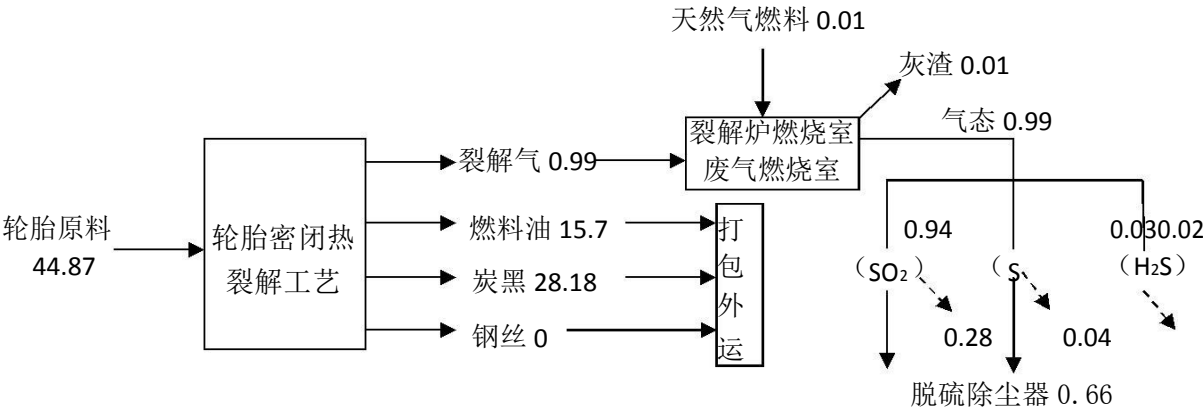 天然气燃料 0.01
灰渣 0.01
气态 0.99
裂解炉燃烧室
废气燃烧室
裂解气 0.99
轮胎原料
44.87
轮胎密闭热
裂解工艺
燃料油 15.7
炭黑 28.18
钢丝 0
打
包
外
运
0.94
0.030.02
（SO₂）
（S
（H₂S）
0.28
0.04
脱硫除尘器 0.66